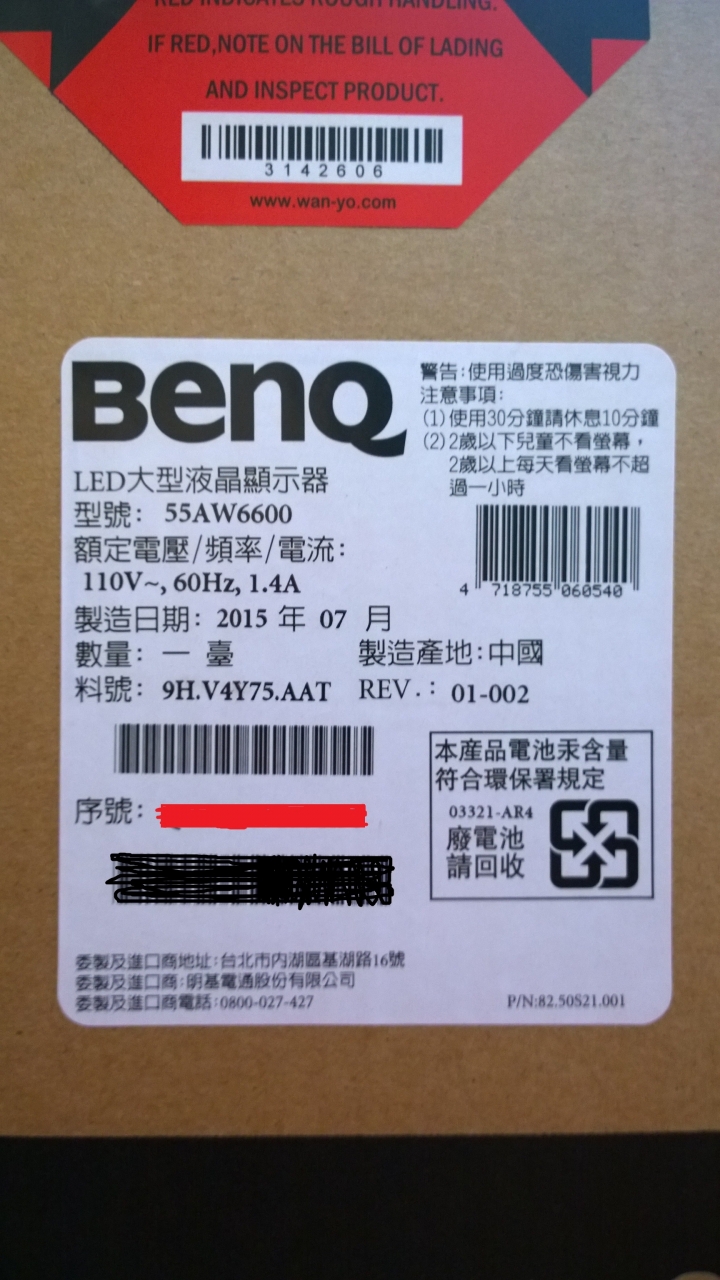 RED INDICATES ROUGH HANDLING.
IF RED,NOTE ON THE BILL OF LADING
AND INSPECT PRODUCT.
3142606
www.wan-yo.com
BenQ
LED大型液晶顯示器
型號: 55AW6600
額定電壓/頻率/電流:
110V~, 60Hz, 1.4A
製造日期: 2015 年 07 月
數量: 一 臺 製造產地:中國
料號: 9H.V4Y75.AAT REV.: 01-002
序號:
警告:使用過度恐傷害視力
注意事項:
(1)使用30分鐘請休息10分鐘
(2)2歲以下兒童不看螢幕，
2歲以上每天看螢幕不超
過一小時
4 718755 060540
本產品電池汞含量
符合環保署規定
03321-AR4
廢電池
請回收
委製及進口商地址:台北市內湖區基湖路16號
委製及進口商:明基電通股份有限公司
委製及進口商電話:0800-027-427
P/N:82.50S21.001